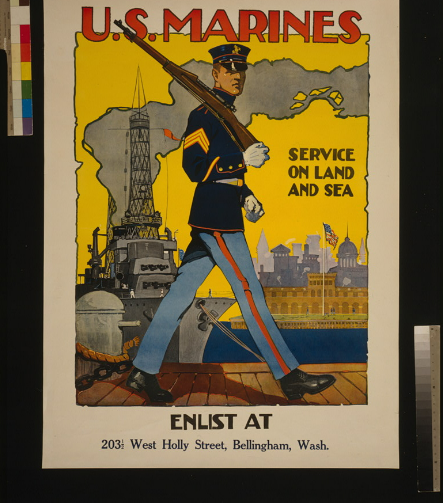 U.S. MARINES
SERVICE
ON LAND
AND SEA
ENLIST AT
203½ West Holly Street, Bellingham, Wash.